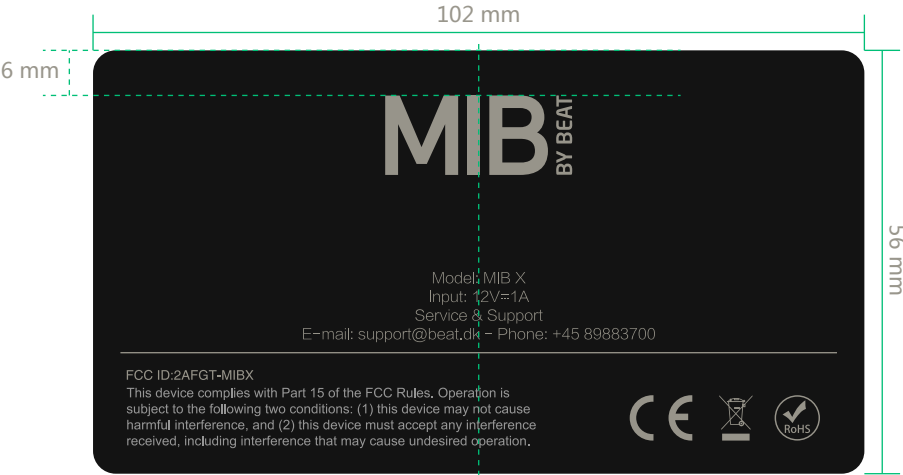 102 mm
6 mm
MIB BY BEAT
56 mm
Model: MIB X
Input: 12V⎓1A
Service & Support
E-mail: support@beat.dk - Phone: +45 89883700
FCC ID:2AFGT-MIBX
This device complies with Part 15 of the FCC Rules. Operation is
subject to the following two conditions: (1) this device may not cause
harmful interference, and (2) this device must accept any interference
received, including interference that may cause undesired operation.
CE
RoHS